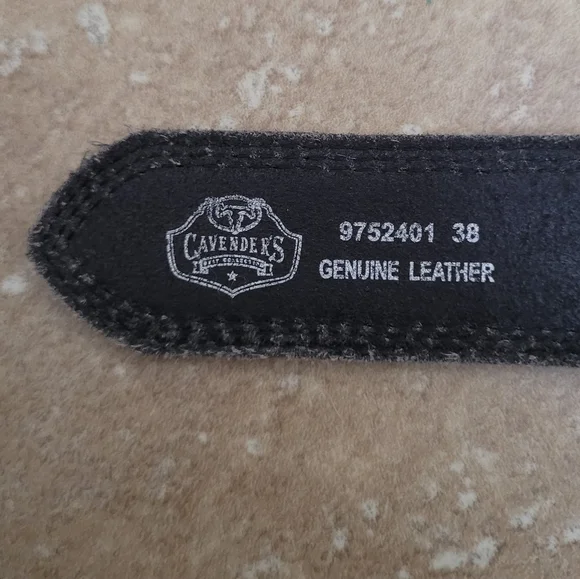 CAVENDER'S
9752401 38
GENUINE LEATHER